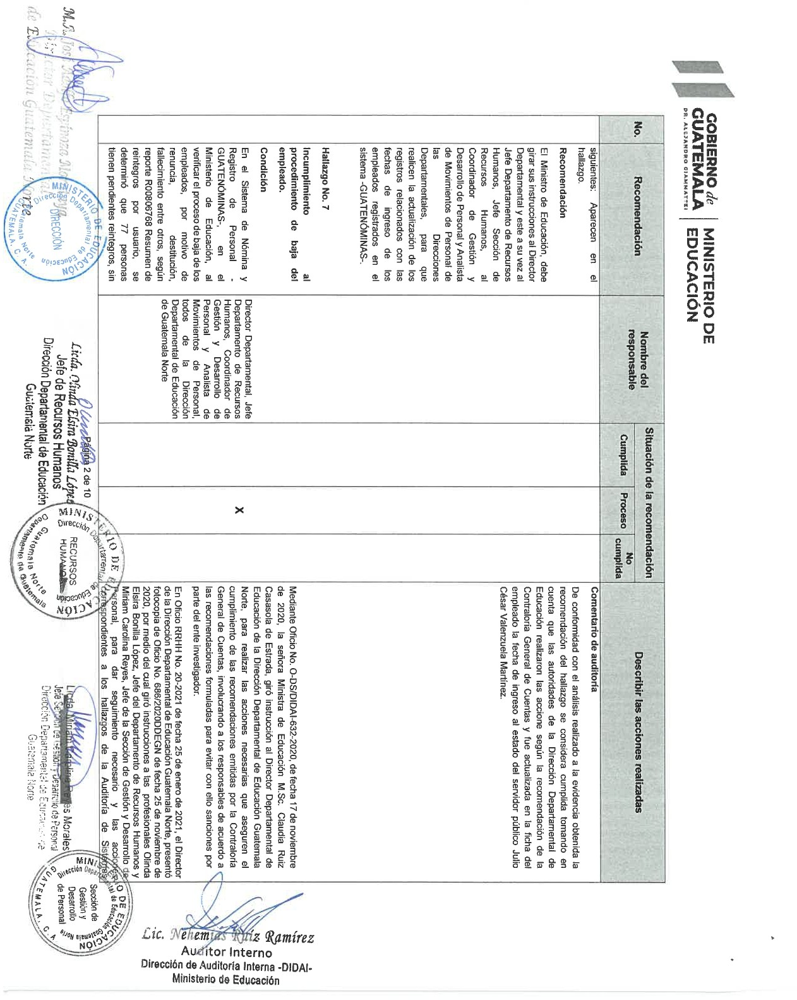 GOBIERNO de
GUATEMALA
DR. ALEJANDRO GIAMMATTEI
MINISTERIO DE
EDUCACIÓN
No.
Recomendación
Nombre del
responsable
Situación de la recomendación
Cumplida
Proceso
No
cumplida
Describir las acciones realizadas
siguientes: Aparecen en el
hallazgo.
Recomendación
El Ministro de Educación, debe
girar sus instrucciones al Director
Departamental y este a su vez al
Jefe Departamento de Recursos
Humanos, Jefe Sección de
Recursos Humanos, al
Coordinador de Gestión y
Desarrollo de Personal y Analista
de Movimientos de Personal de
las Direcciones
Departamentales, para que
realicen la actualización de los
registros relacionados con las
fechas de ingreso de los
empleados registrados en el
sistema -GUATENÓMINAS-.
Comentario de auditoría
De conformidad con el análisis realizado a la evidencia obtenida la
recomendación del hallazgo se considera cumplida tomando en
cuenta que las autoridades de la Dirección Departamental de
Educación realizaron las accione según la recomendación de la
Contraloría General de Cuentas y fue actualizada en la ficha del
empleado la fecha de ingreso al estado del servidor público Julio
César Valenzuela Martínez.
Hallazgo No. 7
Incumplimiento al
procedimiento de baja del
empleado.
Condición
En el Sistema de Nómina y
Registro de Personal -
GUATENÓMINAS-, en el
Ministerio de Educación, al
verificar el proceso de baja de los
empleados, por motivo de
renuncia, destitución,
fallecimiento entre otros, según
reporte R00806768 Resumen de
reintegros por usuario, se
determinó que 77 personas
tienen pendientes reintegros, sin
Director Departamental, Jefe
Departamento de Recursos
Humanos, Coordinador de
Gestión y Desarrollo de
Personal y Analista de
Movimientos de Personal,
todos de la Dirección
Departamental de Educación
de Guatemala Norte
X
Mediante Oficio No. O-DS/DIDAI-632-2020, de fecha 17 de noviembre
de 2020, la señora Ministra de Educación M.Sc. Claudia Ruiz
Casasola de Estrada, giró instrucción al Director Departamental de
Educación de la Dirección Departamental de Educación Guatemala
Norte, para realizar las acciones necesarias que aseguren el
cumplimiento de las recomendaciones emitidas por la Contraloría
General de Cuentas, involucrando a los responsables de acuerdo a
las recomendaciones formuladas para evitar con ello sanciones por
parte del ente investigador.
En Oficio RRHH No. 20-2021 de fecha 25 de enero de 2021, el Director
de la Dirección Departamental de Educación Guatemala Norte, presentó
fotocopia de Oficio No. 686/2020DDEGN de fecha 25 de noviembre de
2020, por medio del cual giró instrucciones a las profesionales Olinda
Elsira Bonilla López, Jefe del Departamento de Recursos Humanos y
Miriam Carolina Reyes, Jefe de la Sección de Gestión y Desarrollo de
Personal, para dar seguimiento necesario y las acciones
correspondientes a los hallazgos de la Auditoría de Sistemas
Página 2 de 10
Director Departamental
de Educación Guatemala Norte
MINISTERIO DE EDUCACIÓN
Dirección Departamental de Educación
Guatemala Norte
DIRECCIÓN
GUATEMALA, C. A.
Licda. Olinda Elsira Bonilla López
Jefe de Recursos Humanos
Dirección Departamental de Educación
Guatemala Norte
MINISTERIO DE EDUCACIÓN
Dirección Departamental de Educación
RECURSOS
HUMANOS
Guatemala Norte
Departamento de Guatemala
Licda. Miriam Carolina Reyes Morales
Jefe Sección de Gestión y Desarrollo de Personal
Dirección Departamental de Educación
Guatemala Norte
MINISTERIO DE EDUCACIÓN
Dirección Departamental de Educación Guatemala Norte
Sección de
Gestión y
Desarrollo
de Personal
GUATEMALA, C. A.
Lic. Nehemías Ruíz Ramírez
Auditor Interno
Dirección de Auditoría Interna -DIDAI-
Ministerio de Educación